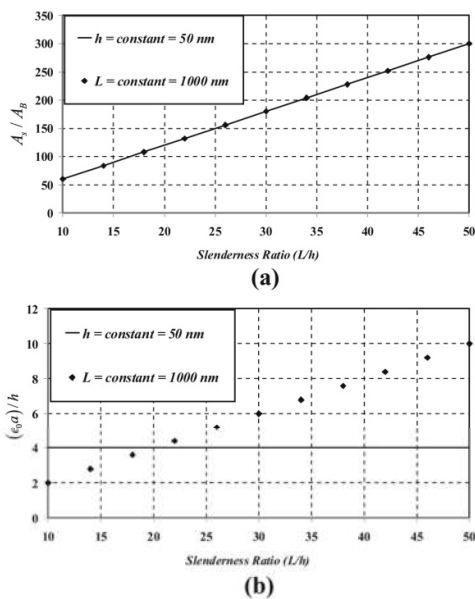 350
300
250
200
150
100
50
0
A_s / A_B
h = constant = 50 nm
L = constant = 1000 nm
10 15 20 25 30 35 40 45 50
Slenderness Ratio (L/h)
(a)
12
10
8
6
4
2
0
(e₀a)/h
h = constant = 50 nm
L = constant = 1000 nm
10 15 20 25 30 35 40 45 50
Slenderness Ratio (L/h)
(b)